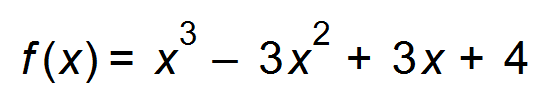 f(x) = x³ – 3x² + 3x + 4